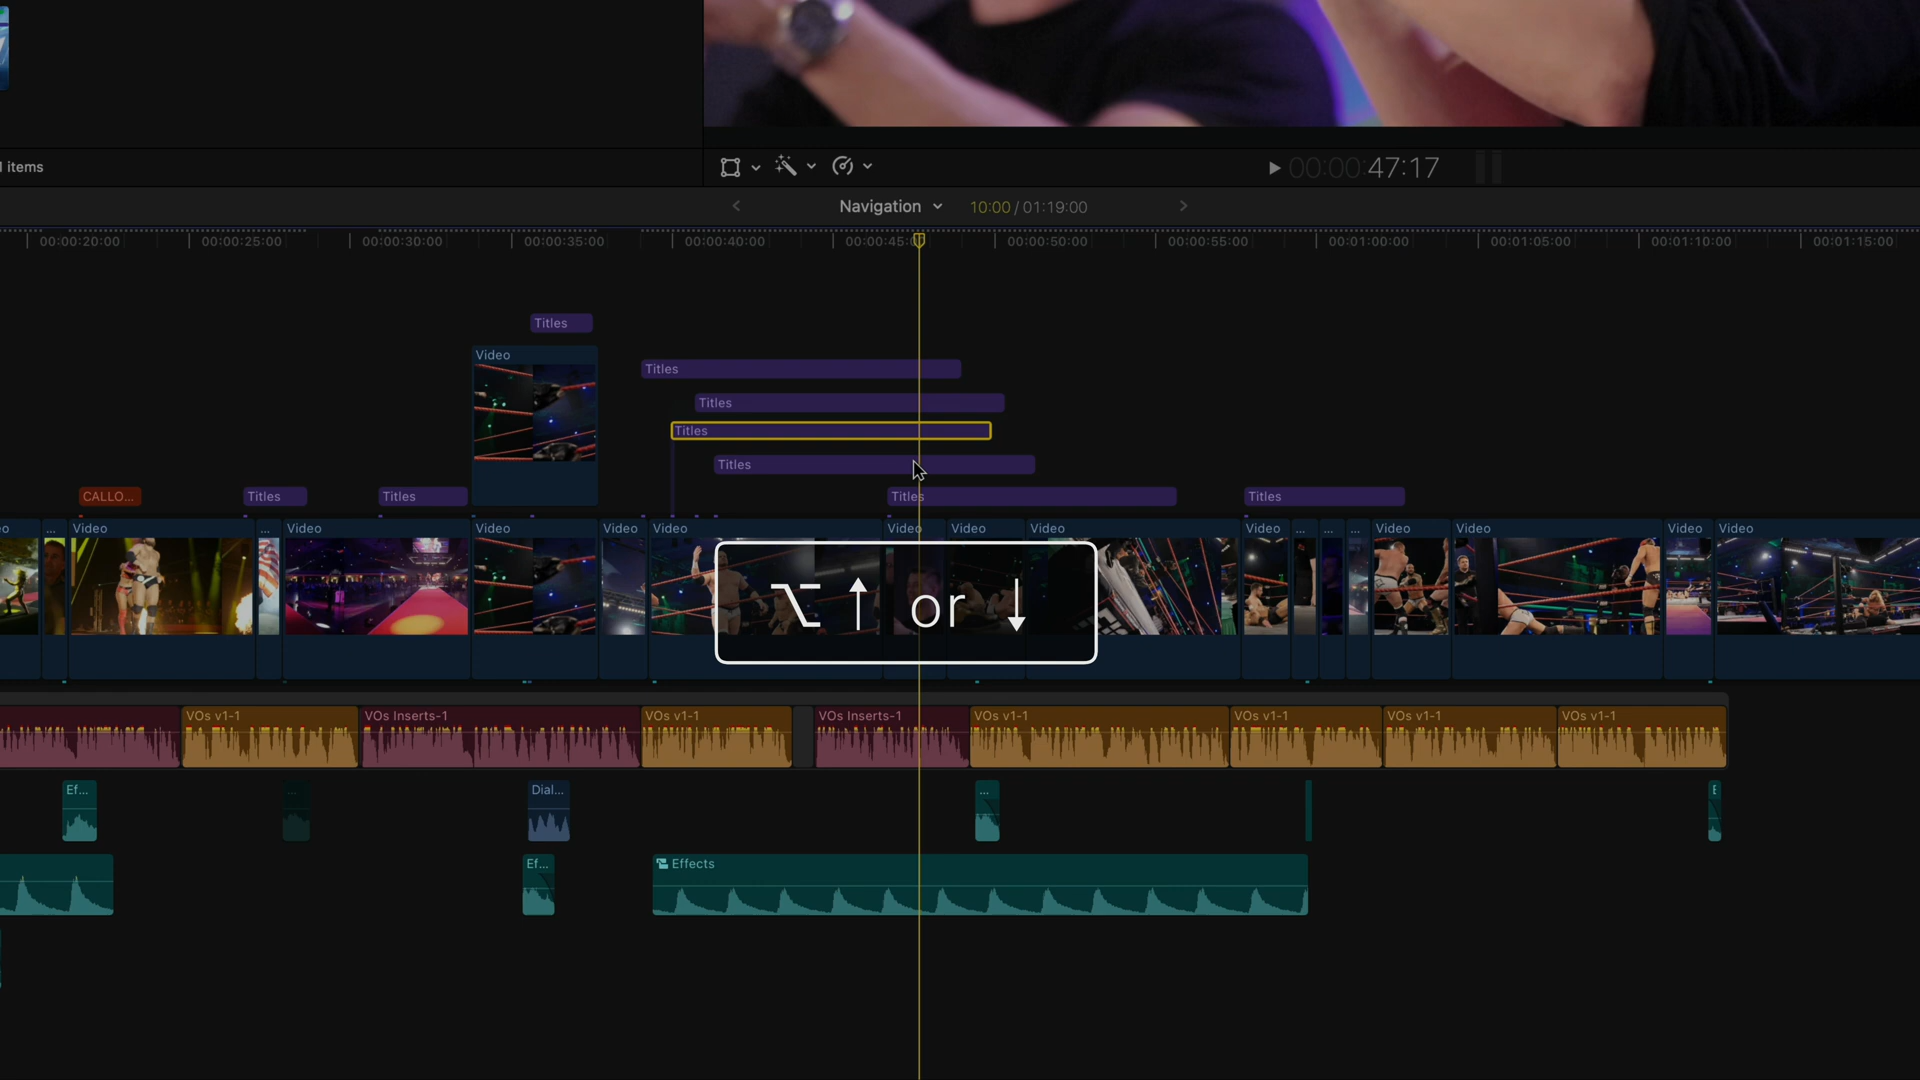 items
00:00:47:17
Navigation
10:00 / 01:19:00
00:00:20:00
00:00:25:00
00:00:30:00
00:00:35:00
00:00:40:00
00:00:45:
00:00:50:00
00:00:55:00
00:01:00:00
00:01:05:00
00:01:10:00
00:01:15:00
Titles
Video
Titles
Titles
Titles
Titles
CALLO...
Titles
Titles
Titles
Titles
...
Video
...
Video
Video
Video
Video
Video
Video
Video
Video
...
...
...
Video
Video
Video
Video
⌥ ↑ or ↓
VOs v1-1
VOs Inserts-1
VOs v1-1
VOs Inserts-1
VOs v1-1
VOs v1-1
VOs v1-1
VOs v1-1
Ef...
...
Dial...
...
E
Ef...
Effects